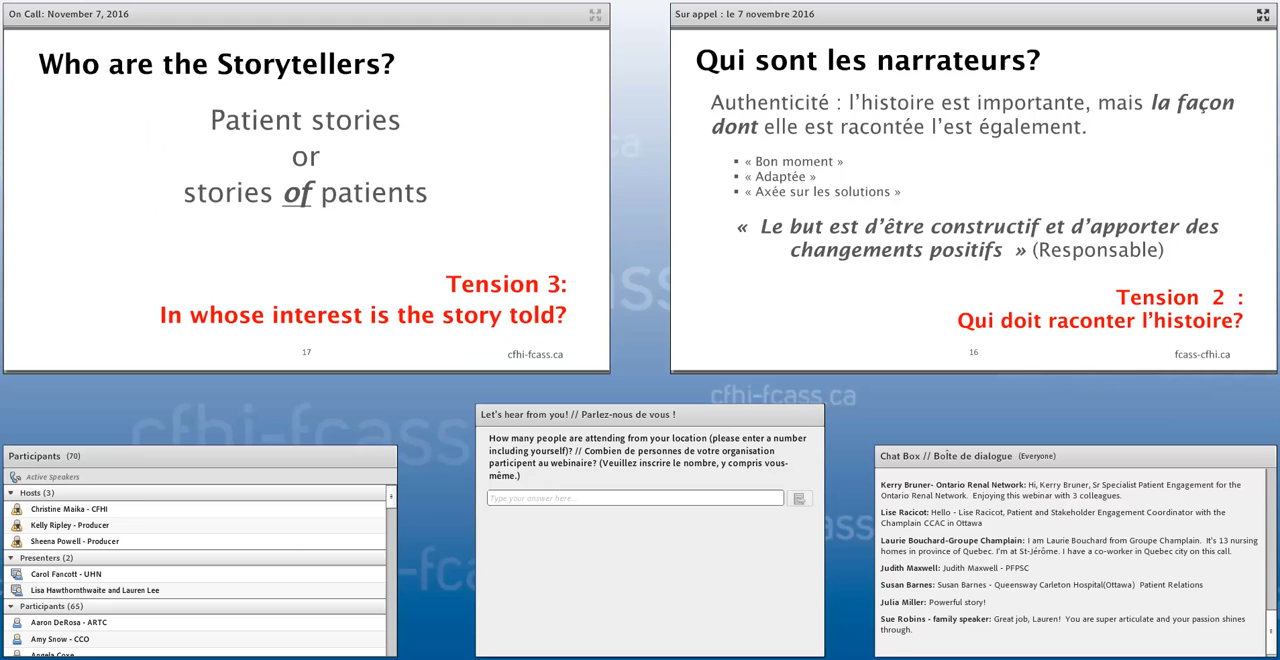 On Call: November 7, 2016
Who are the Storytellers?
Patient stories
or
stories of patients
Tension 3:
In whose interest is the story told?
17
cfhi-fcass.ca
Sur appel : le 7 novembre 2016
Qui sont les narrateurs?
Authenticité : l’histoire est importante, mais la façon
dont elle est racontée l’est également.
▪ « Bon moment »
▪ « Adaptée »
▪ « Axée sur les solutions »
« Le but est d’être constructif et d’apporter des
changements positifs » (Responsable)
Tension 2 :
Qui doit raconter l’histoire?
16
fcass-cfhi.ca
cfhi-fcass.ca
Participants (70)
Active Speakers
Hosts (3)
Christine Maika - CFHI
Kelly Ripley - Producer
Sheena Powell - Producer
Presenters (2)
Carol Fancott - UHN
Lisa Hawthornthwaite and Lauren Lee
Participants (65)
Aaron DeRosa - ARTC
Amy Snow - CCO
Angela Coxe
Let's hear from you! // Parlez-nous de vous !
How many people are attending from your location (please enter a number
including yourself)? // Combien de personnes de votre organisation
participent au webinaire? (Veuillez inscrire le nombre, y compris vous-
même.)
Type your answer here...
Chat Box // Boîte de dialogue (Everyone)
Kerry Bruner- Ontario Renal Network: Hi, Kerry Bruner, Sr Specialist Patient Engagement for the
Ontario Renal Network. Enjoying this webinar with 3 colleagues.
Lise Racicot: Hello - Lise Racicot, Patient and Stakeholder Engagement Coordinator with the
Champlain CCAC in Ottawa
Laurie Bouchard-Groupe Champlain: I am Laurie Bouchard from Groupe Champlain. It's 13 nursing
homes in province of Quebec. I'm at St-Jérôme. I have a co-worker in Quebec city on this call.
Judith Maxwell: Judith Maxwell - PFPSC
Susan Barnes: Susan Barnes - Queensway Carleton Hospital(Ottawa) Patient Relations
Julia Miller: Powerful story!
Sue Robins - family speaker: Great job, Lauren! You are super articulate and your passion shines
through.